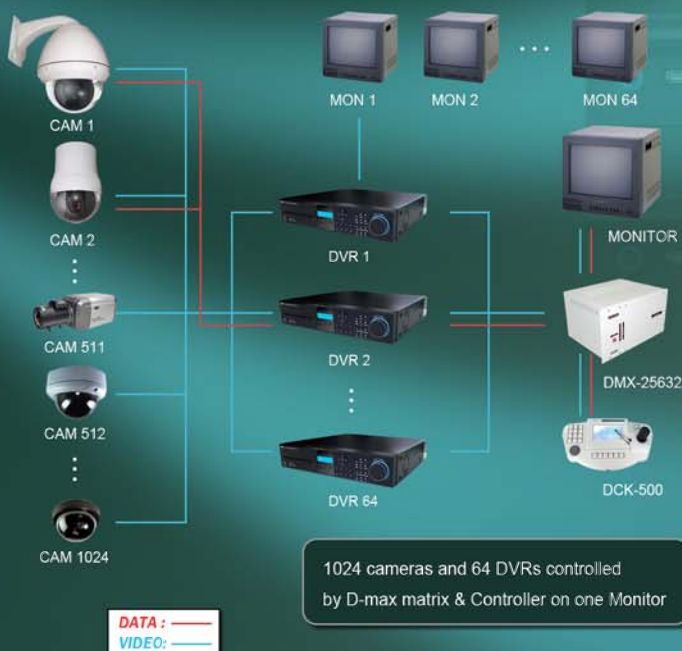 MON 1
MON 2
MON 64
CAM 1
CAM 2
CAM 511
CAM 512
CAM 1024
DVR 1
DVR 2
DVR 64
MONITOR
DMX-25632
DCK-500
1024 cameras and 64 DVRs controlled
by D-max matrix & Controller on one Monitor
DATA :
VIDEO: